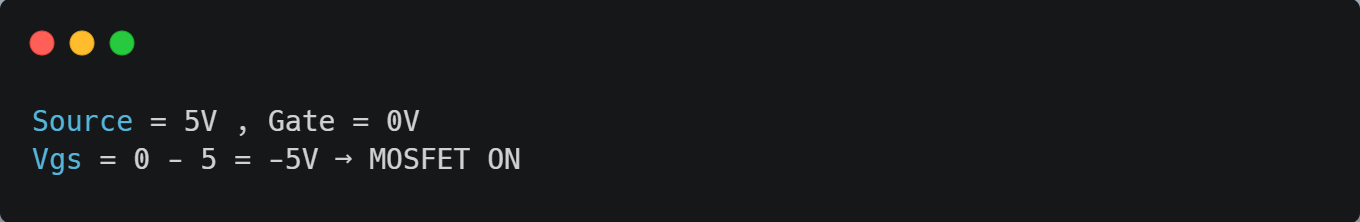 Source = 5V , Gate = 0V
Vgs = 0 - 5 = -5V → MOSFET ON